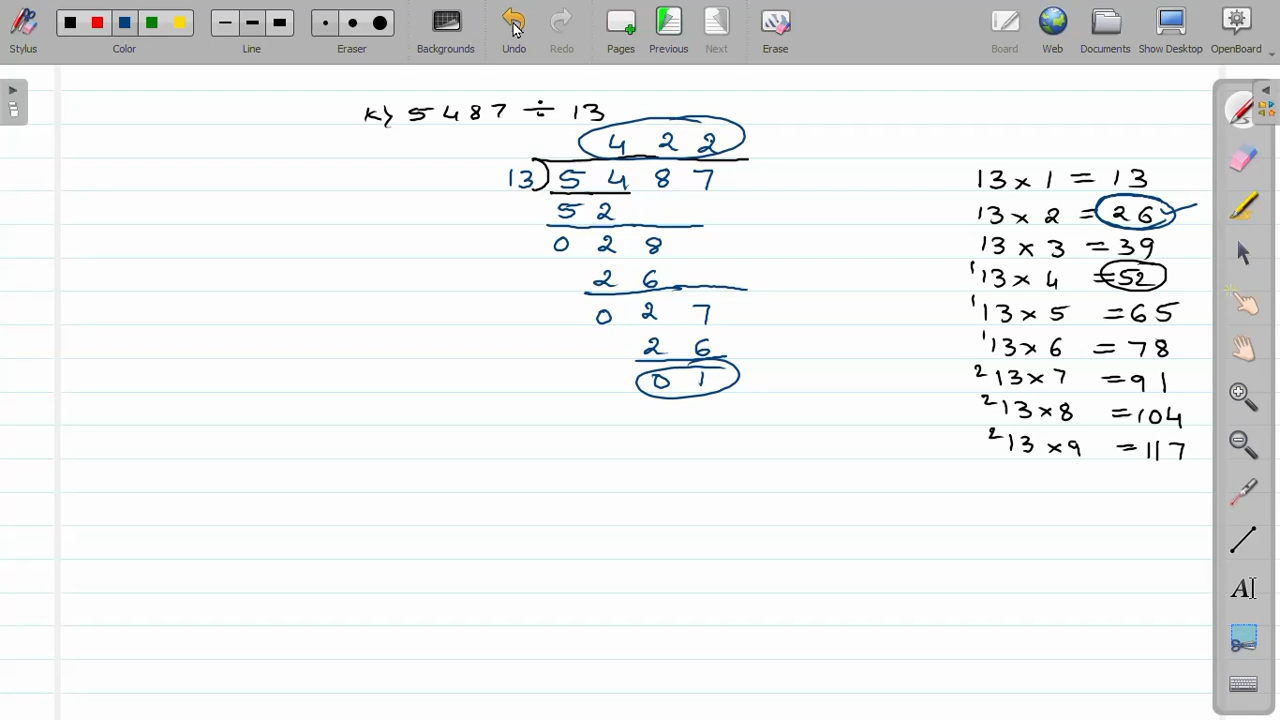 Stylus Color Eraser Backgrounds Undo Redo Pages Previous Next Erase Board Web Documents Show Desktop OpenBoard
K) 5487 ÷ 13
4 2 2
13) 5 4 8 7
5 2
0 2 8
2 6
0 2 7
2 6
0 1
13 × 1 = 13
13 × 2 = 26
13 × 3 = 39
1 13 × 4 = 52
1 13 × 5 = 65
1 13 × 6 = 78
2 13 × 7 = 91
2 13 × 8 = 104
2 13 × 9 = 117